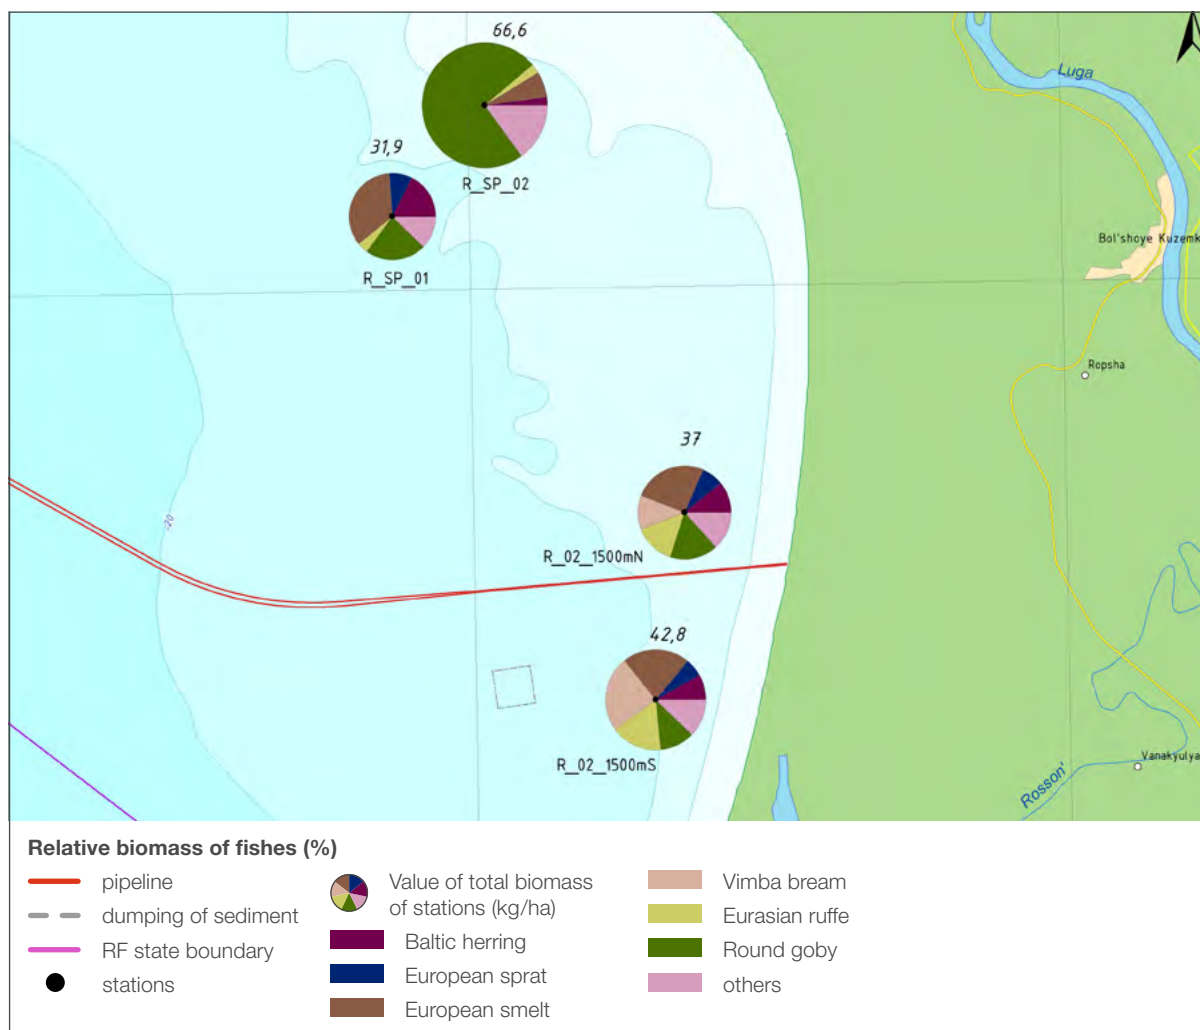 66,6
Luga
31,9
R_SP_02
Bol'shoye Kuzemk
R_SP_01
Ropsha
37
-20
R_02_1500mN
42,8
R_02_1500mS
Vanakyulya
Rosson'
Relative biomass of fishes (%)
pipeline
dumping of sediment
RF state boundary
stations
Value of total biomass
of stations (kg/ha)
Baltic herring
European sprat
European smelt
Vimba bream
Eurasian ruffe
Round goby
others